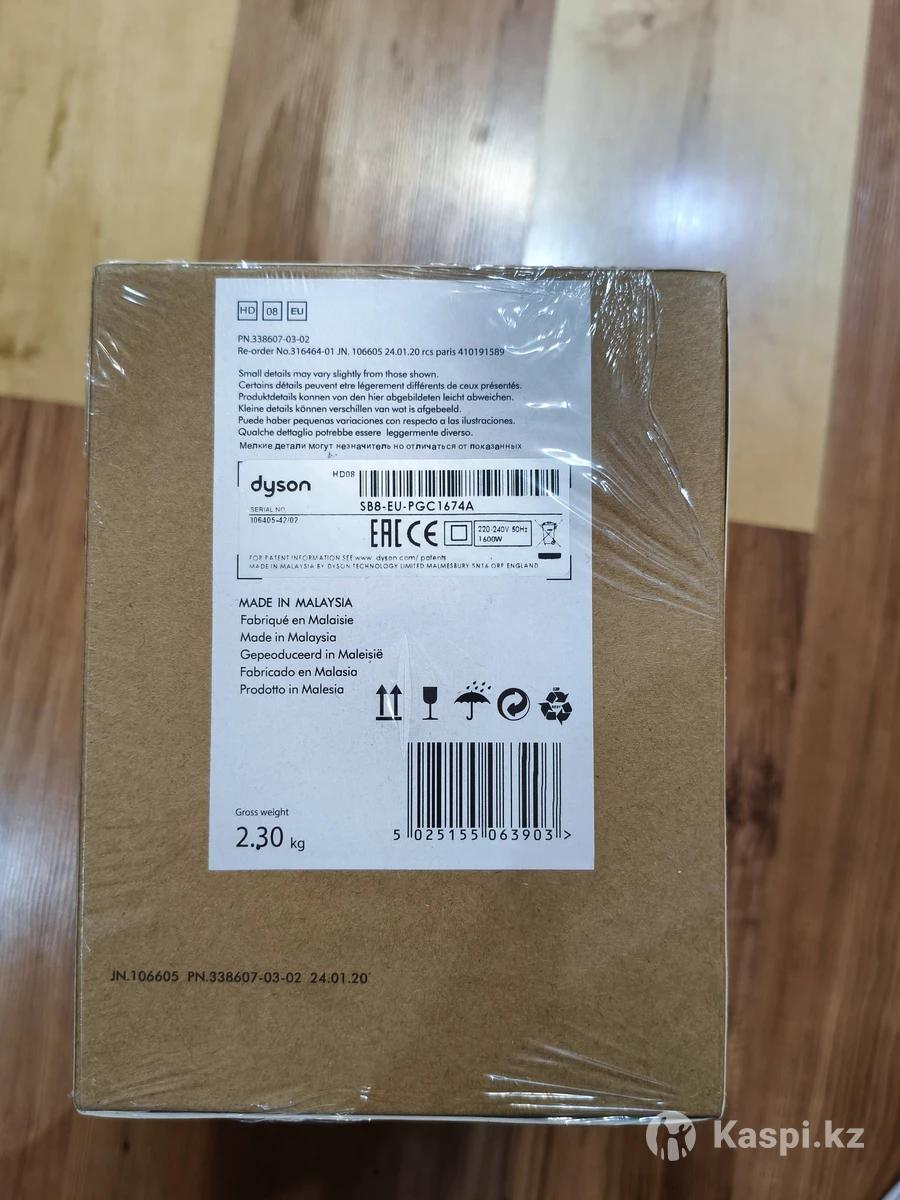 HD 08 EU
PN.338607-03-02
Re-order No.316464-01 JN. 106605 24.01.20 rcs paris 410191589
Small details may vary slightly from those shown.
Certains détails peuvent etre légerement différents de ceux présentés.
Produktdetails konnen von den hier abgebildeten leicht abweichen.
Kleine details können verschillen van wat is afgebeeld.
Puede haber pequenas variaciones con respecto a las ilustraciones.
Qualche dettaglio potrebbe essere leggermente diverso.
Мелкие детали могут незначитель но отличаться от показанных
dyson
HD08
SERIAL NO.
SB8-EU-PGC1674A
106405-42/02
EAC CE
220-240V 50Hz
1600W
FOR PATENT INFORMATION SEE www. dyson com/ patents
MADE IN MALAYSIA BY DYSON TECHNOLOGY LIMITED MALMESBURY SN16 ORP ENGLAND
MADE IN MALAYSIA
Fabriqué en Malaisie
Made in Malaysia
Gepeoduceerd in Maleisië
Fabricado en Malasia
Prodotto in Malesia
Gross weight
2.30 kg
5 025155 063903 >
JN.106605 PN.338607-03-02 24.01.20
Kaspi.kz